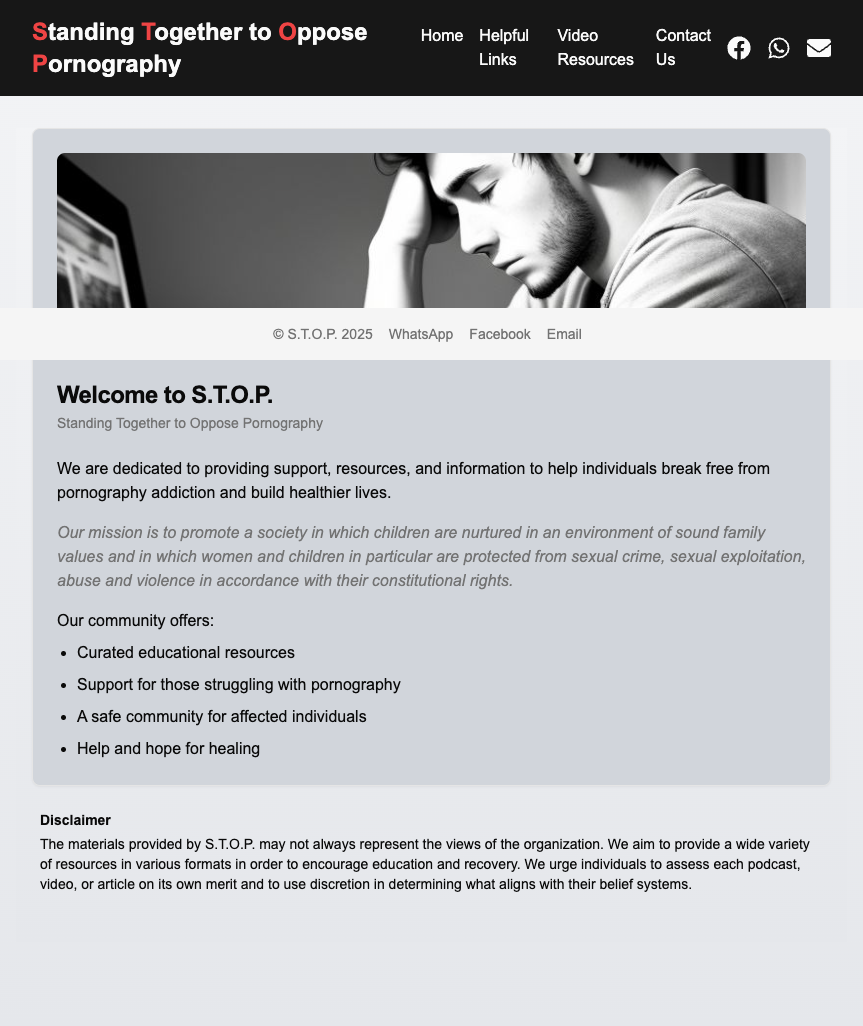 Standing Together to Oppose
Pornography
Home
Helpful
Links
Video
Resources
Contact
Us
© S.T.O.P. 2025 WhatsApp Facebook Email
Welcome to S.T.O.P.
Standing Together to Oppose Pornography
We are dedicated to providing support, resources, and information to help individuals break free from
pornography addiction and build healthier lives.
Our mission is to promote a society in which children are nurtured in an environment of sound family
values and in which women and children in particular are protected from sexual crime, sexual exploitation,
abuse and violence in accordance with their constitutional rights.
Our community offers:
• Curated educational resources
• Support for those struggling with pornography
• A safe community for affected individuals
• Help and hope for healing
Disclaimer
The materials provided by S.T.O.P. may not always represent the views of the organization. We aim to provide a wide variety
of resources in various formats in order to encourage education and recovery. We urge individuals to assess each podcast,
video, or article on its own merit and to use discretion in determining what aligns with their belief systems.